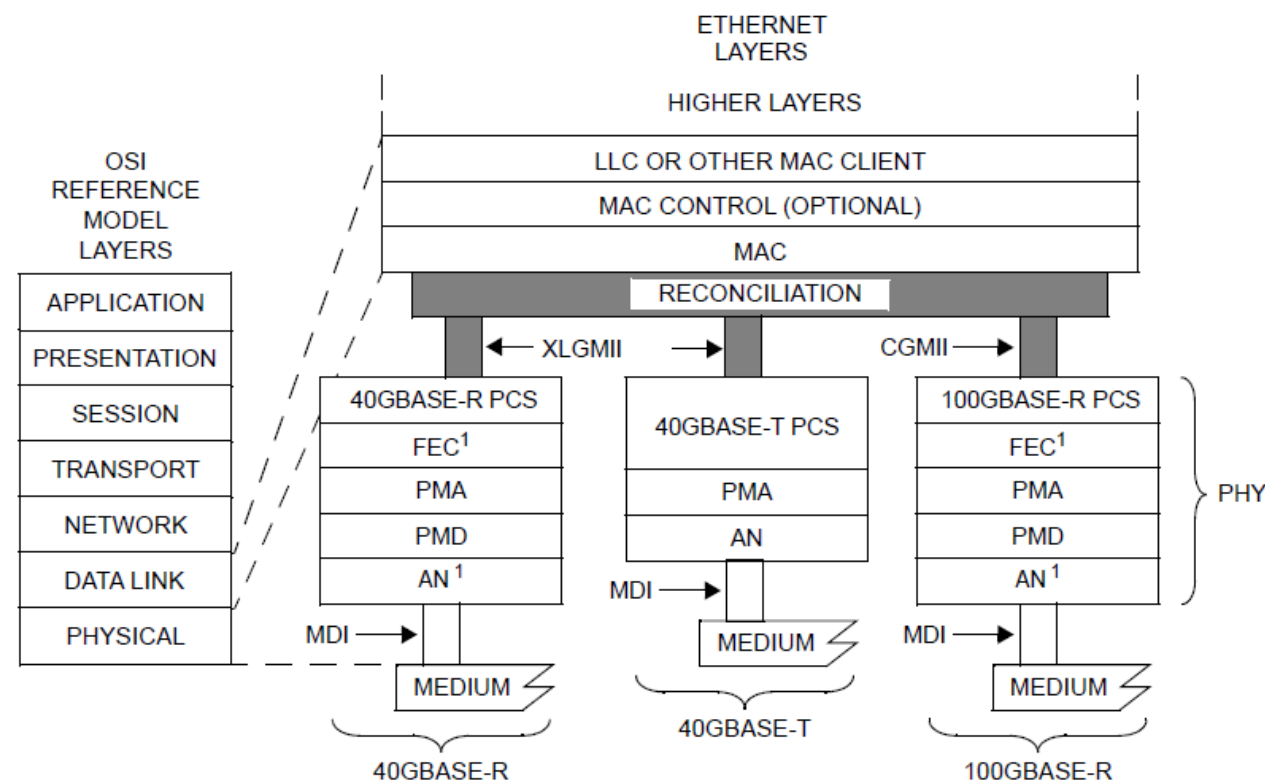 ETHERNET
LAYERS
HIGHER LAYERS
LLC OR OTHER MAC CLIENT
MAC CONTROL (OPTIONAL)
MAC
RECONCILIATION
OSI
REFERENCE
MODEL
LAYERS
APPLICATION
PRESENTATION
SESSION
TRANSPORT
NETWORK
DATA LINK
PHYSICAL
XLGMII
CGMII
40GBASE-R PCS
FEC¹
PMA
PMD
AN¹
MDI
MEDIUM
40GBASE-R
40GBASE-T PCS
PMA
AN
MDI
MEDIUM
40GBASE-T
100GBASE-R PCS
FEC¹
PMA
PMD
AN¹
MDI
MEDIUM
100GBASE-R
PHY